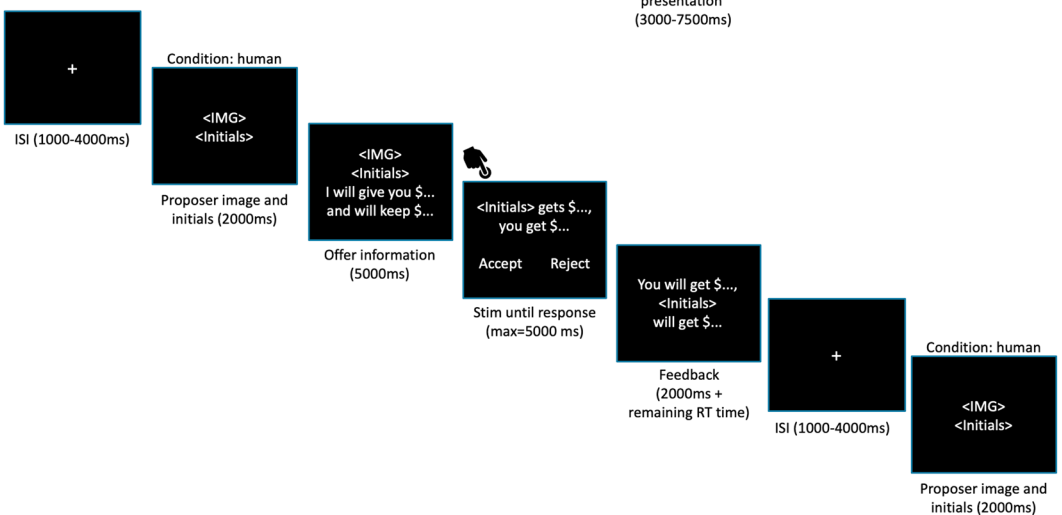 presentation
(3000-7500ms)
+
ISI (1000-4000ms)
Condition: human
<IMG>
<Initials>
Proposer image and
initials (2000ms)
<IMG>
<Initials>
I will give you $...
and will keep $...
Offer information
(5000ms)
<Initials> gets $...,
you get $...
Accept Reject
Stim until response
(max=5000 ms)
You will get $...,
<Initials>
will get $...
Feedback
(2000ms +
remaining RT time)
+
ISI (1000-4000ms)
Condition: human
<IMG>
<Initials>
Proposer image and
initials (2000ms)